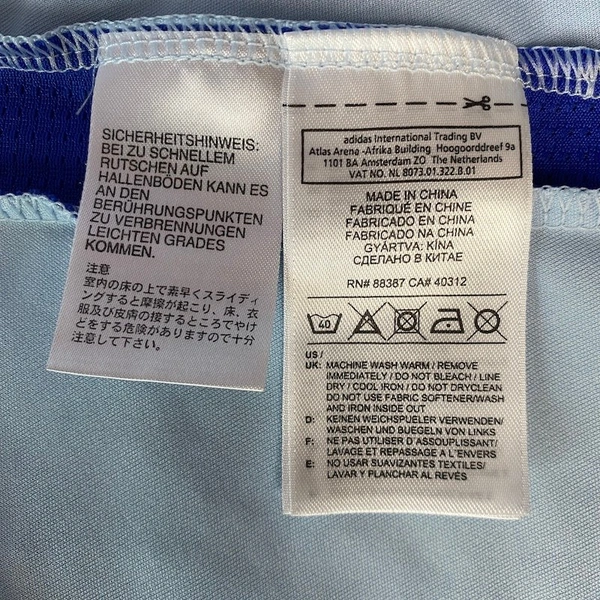 SICHERHEITSHINWEIS:
BEI ZU SCHNELLEM
RUTSCHEN AUF
HALLENBÖDEN KANN ES
AN DEN
BERÜHRUNGSPUNKTEN
ZU VERBRENNUNGEN
LEICHTEN GRADES
KOMMEN.
注意
室内の床の上で素早くスライディ
ングすると摩擦が起こり、床、衣
服及び皮膚の接するところでやけ
どをする危険がありますので十分
注意して下さい。
adidas International Trading BV
Atlas Arena -Afrika Building Hoogoorddreef 9a
1101 BA Amsterdam ZO The Netherlands
VAT NO. NL 8073.01.322.B.01
MADE IN CHINA
FABRIQUÉ EN CHINE
FABRICADO EN CHINA
FABRICADO NA CHINA
GYÁRTVA: KÍNA
СДЕЛАНО В КИТАЕ
RN# 88387 CA# 40312
40
US /
UK: MACHINE WASH WARM / REMOVE
IMMEDIATELY / DO NOT BLEACH / LINE
DRY / COOL IRON / DO NOT DRYCLEAN
DO NOT USE FABRIC SOFTENER/WASH
AND IRON INSIDE OUT
D: KEINEN WEICHSPUELER VERWENDEN/
WASCHEN UND BUEGELN VON LINKS
F: NE PAS UTILISER D'ASSOUPLISSANT/
LAVAGE ET REPASSAGE A L'ENVERS
E: NO USAR SUAVIZANTES TEXTILES/
LAVAR Y PLANCHAR AL REVÉS